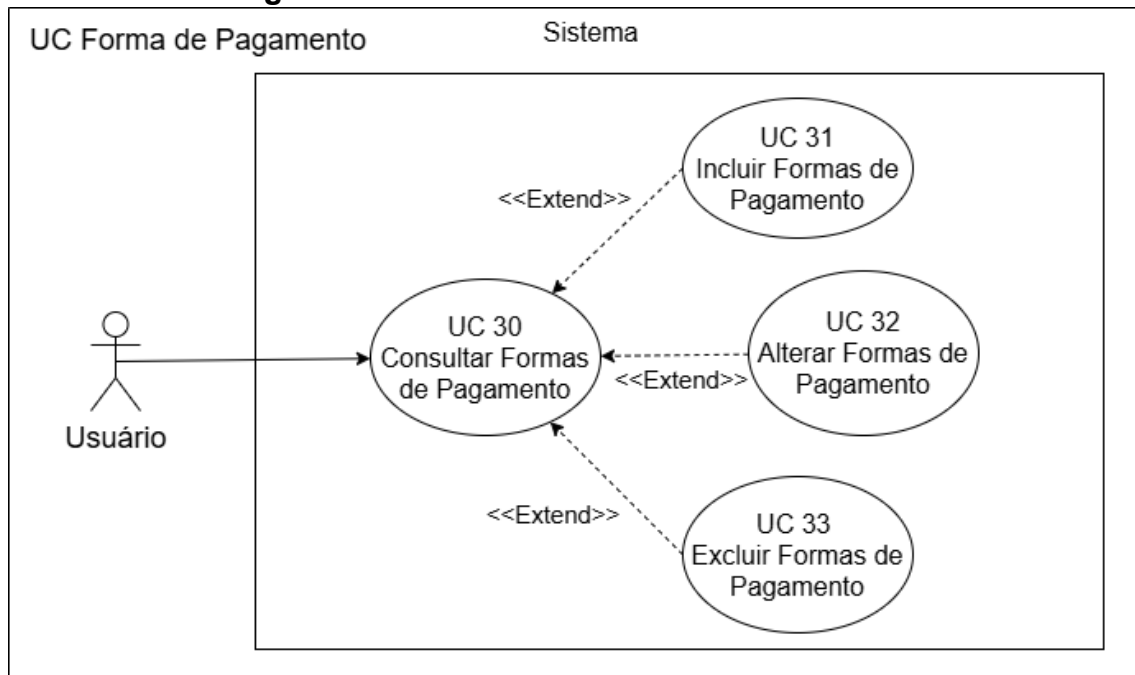 UC Forma de Pagamento
Sistema
UC 31
Incluir Formas de
Pagamento
<<Extend>>
UC 30
Consultar Formas
de Pagamento
UC 32
Alterar Formas de
Pagamento
<<Extend>>
Usuário
<<Extend>>
UC 33
Excluir Formas de
Pagamento